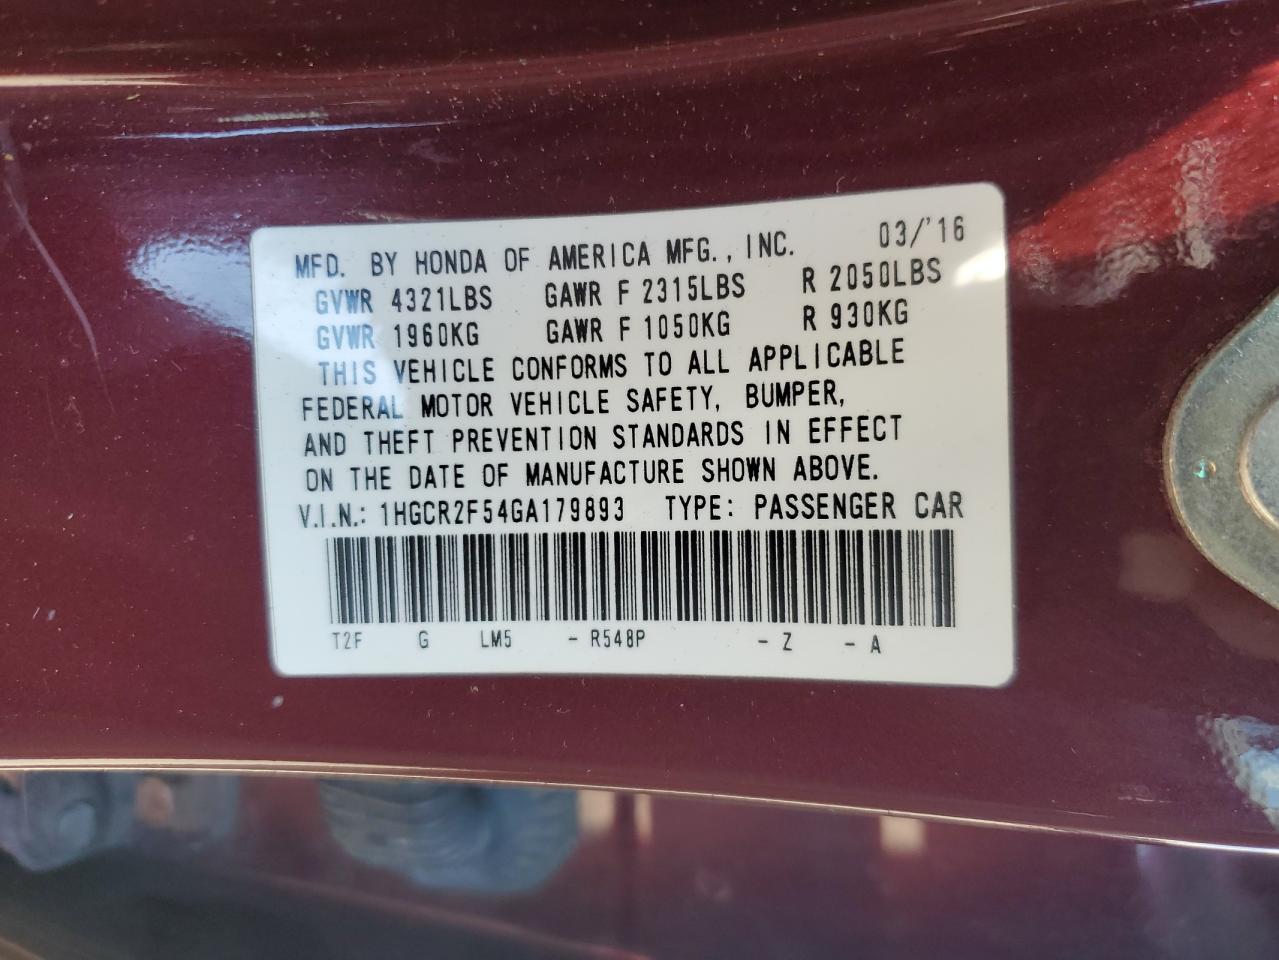 MFD. BY HONDA OF AMERICA MFG., INC. 03/'16
GVWR 4321LBS GAWR F 2315LBS R 2050LBS
GVWR 1960KG GAWR F 1050KG R 930KG
THIS VEHICLE CONFORMS TO ALL APPLICABLE
FEDERAL MOTOR VEHICLE SAFETY, BUMPER,
AND THEFT PREVENTION STANDARDS IN EFFECT
ON THE DATE OF MANUFACTURE SHOWN ABOVE.
V.I.N.: 1HGCR2F54GA179893 TYPE: PASSENGER CAR
T2F G LM5 - R548P - Z - A